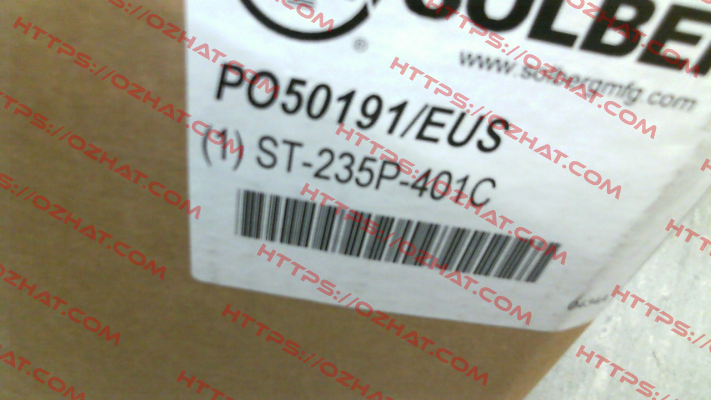 SOLBER
®
www.solbergmfg.com
PO50191/EUS
(1) ST-235P-401C
HTTPS://OZHAT.COM